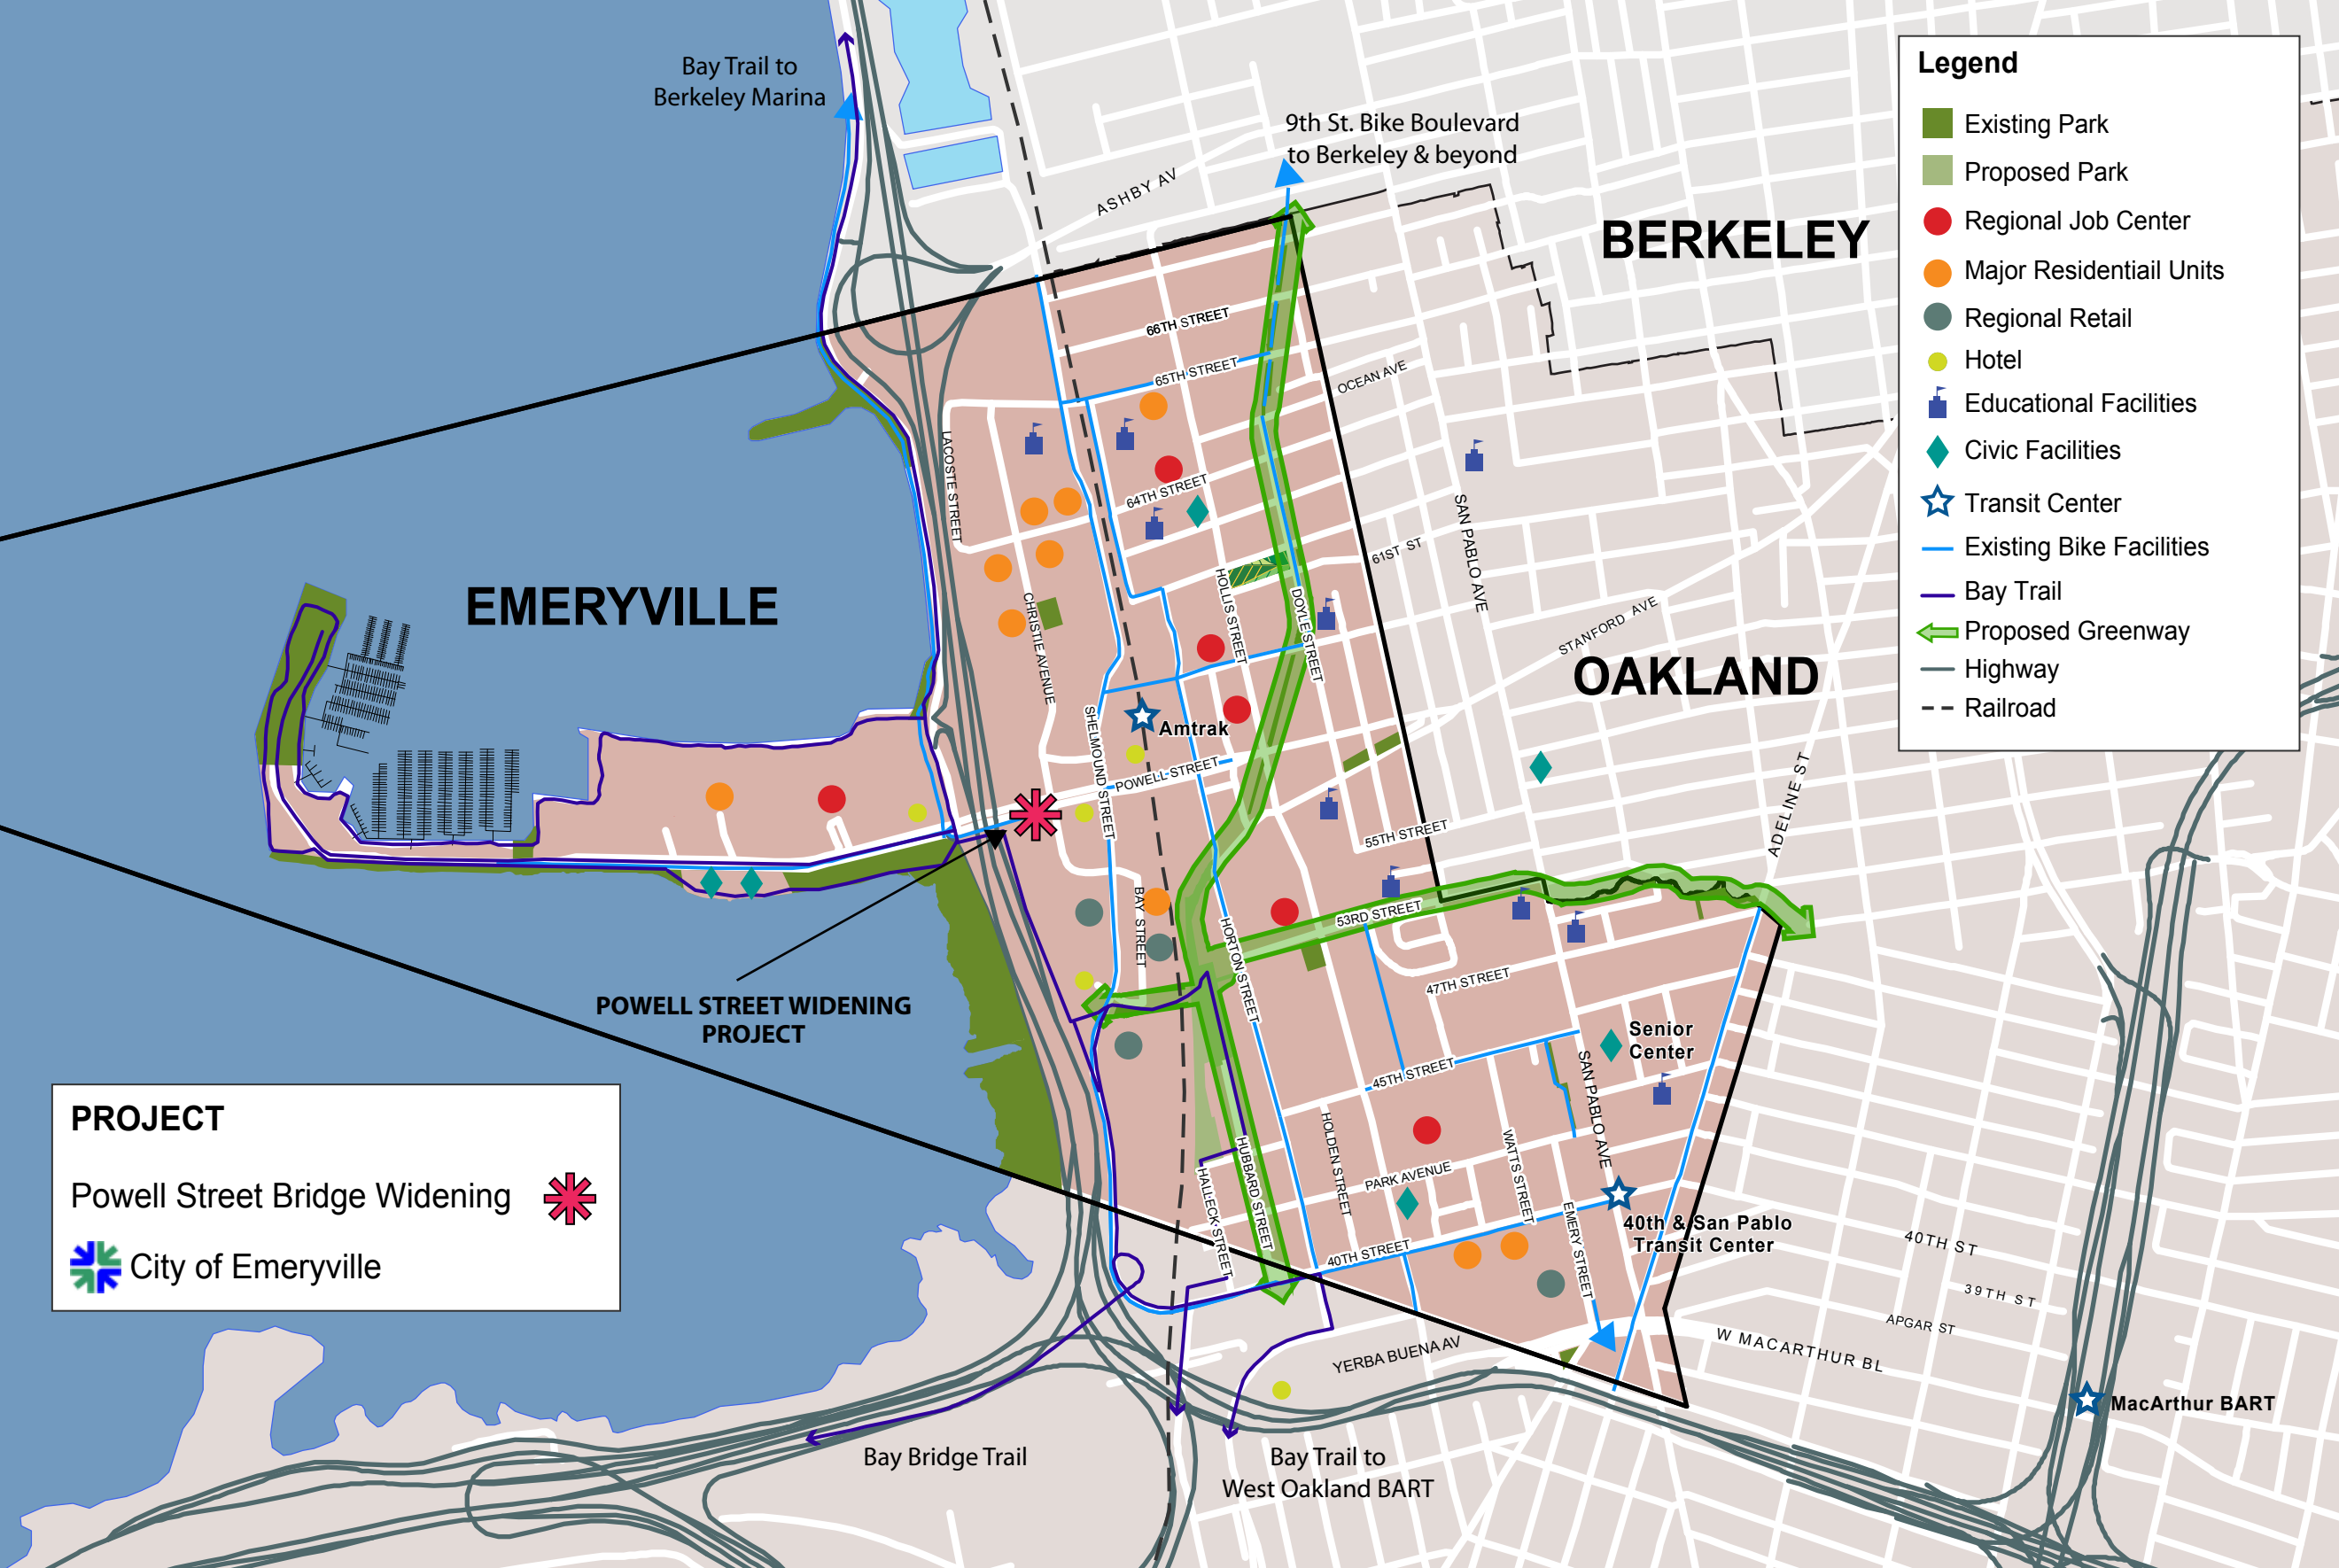 Bay Trail to
Berkeley Marina
9th St. Bike Boulevard
to Berkeley & beyond
ASHBY AV
BERKELEY
Legend
Existing Park
Proposed Park
Regional Job Center
Major Residentiail Units
Regional Retail
Hotel
Educational Facilities
Civic Facilities
Transit Center
Existing Bike Facilities
Bay Trail
Proposed Greenway
Highway
Railroad
66TH STREET
65TH STREET
OCEAN AVE
LACOSTE STREET
64TH STREET
SAN PABLO AVE
61ST ST
EMERYVILLE
CHRISTIE AVENUE
HOLLIS STREET
DOYLE STREET
STANFORD AVE
OAKLAND
SHELMOUND STREET
Amtrak
POWELL STREET
55TH STREET
ADELINE ST
BAY STREET
53RD STREET
HORTON STREET
47TH STREET
POWELL STREET WIDENING
PROJECT
Senior
Center
45TH STREET
SAN PABLO AVE
HOLDEN STREET
WATTS STREET
PARK AVENUE
HUBBARD STREET
HALLECK STREET
EMERY STREET
40TH STREET
40th & San Pablo
Transit Center
40TH ST
39TH ST
APGAR ST
W MACARTHUR BL
YERBA BUENA AV
MacArthur BART
PROJECT
Powell Street Bridge Widening
City of Emeryville
Bay Bridge Trail
Bay Trail to
West Oakland BART